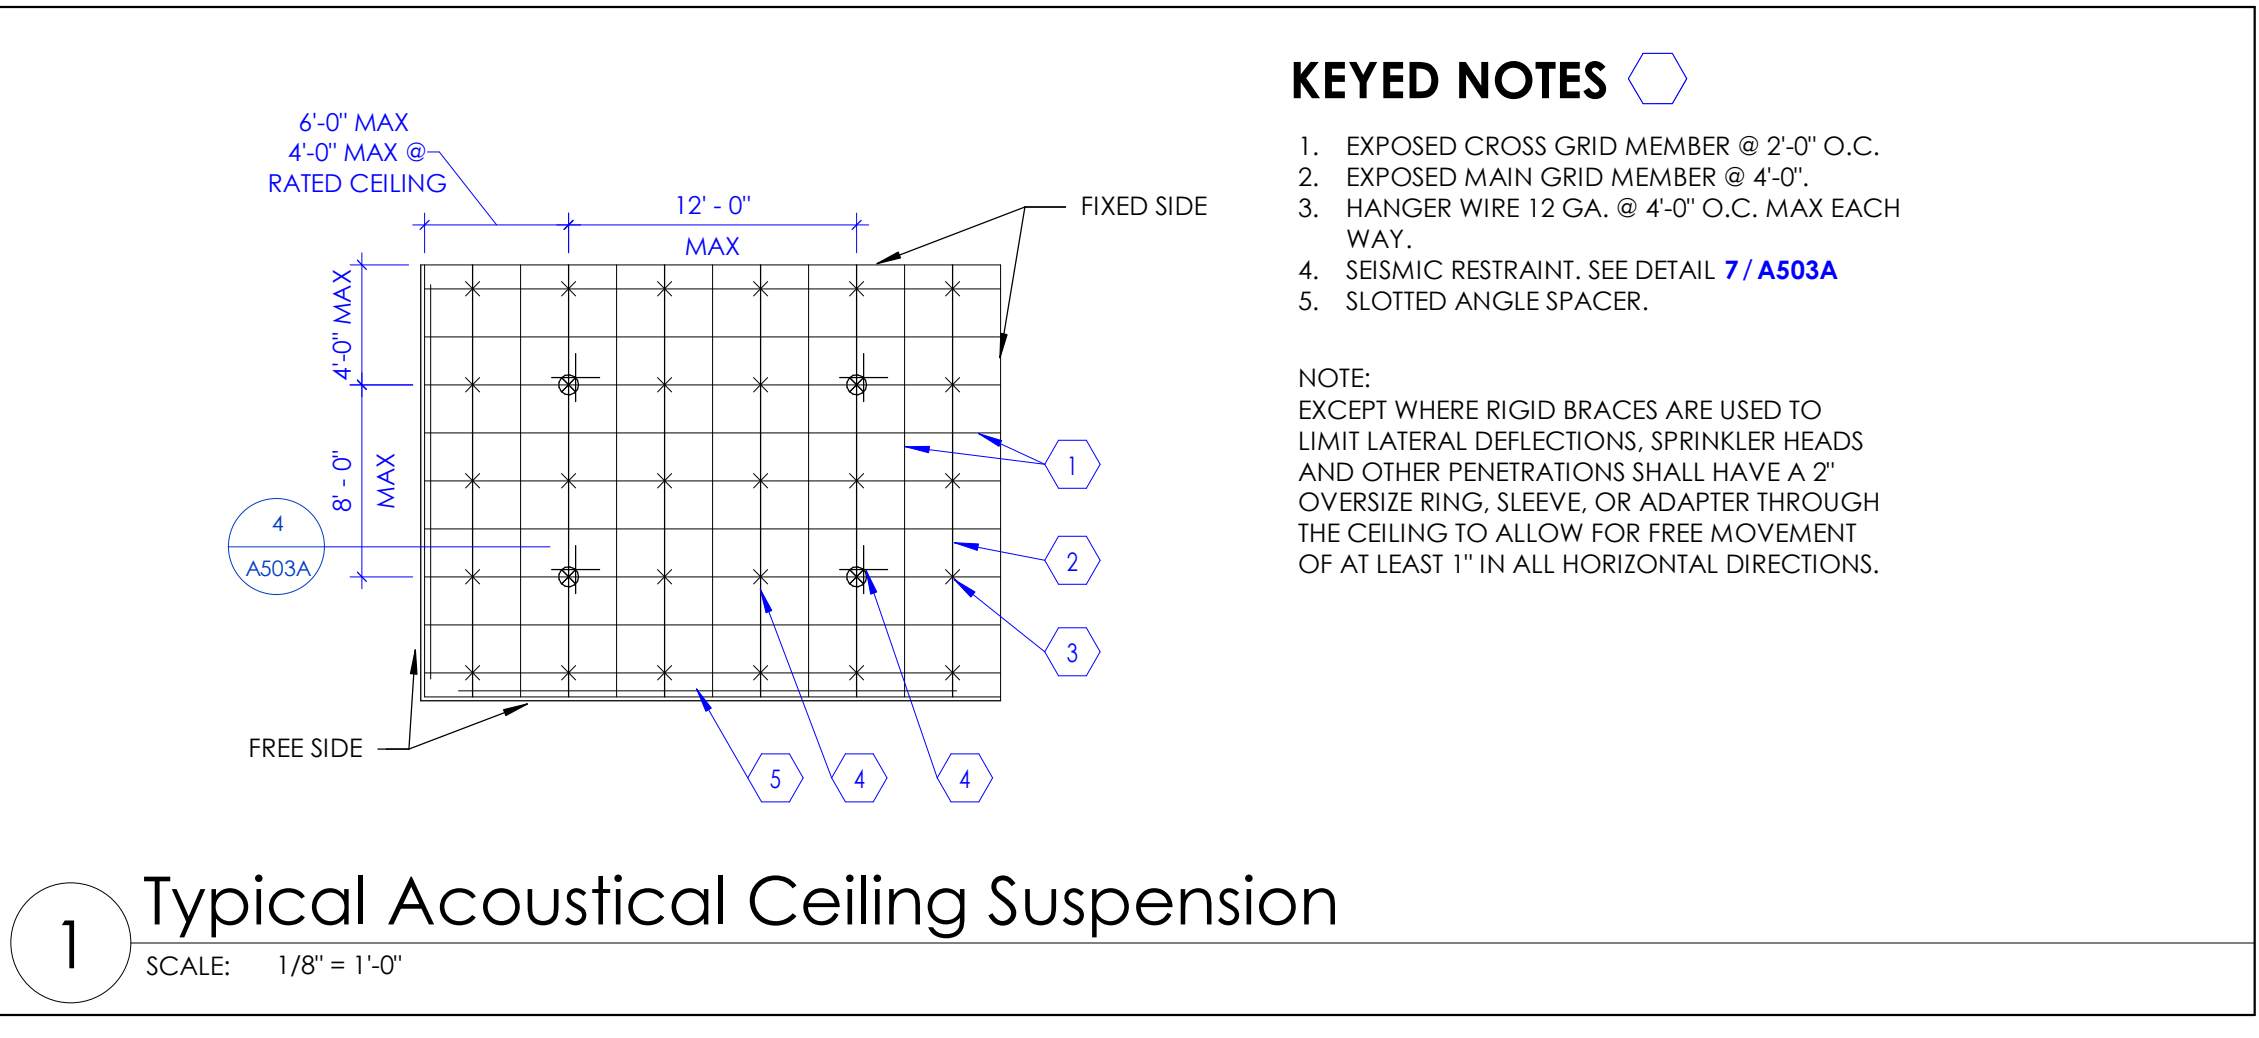 6'-0" MAX
4'-0" MAX @
RATED CEILING
12' - 0"
MAX
FIXED SIDE
4'-0" MAX
8' - 0"
MAX
4
A503A
1
2
3
FREE SIDE
5
4
4
KEYED NOTES
1. EXPOSED CROSS GRID MEMBER @ 2'-0" O.C.
2. EXPOSED MAIN GRID MEMBER @ 4'-0".
3. HANGER WIRE 12 GA. @ 4'-0" O.C. MAX EACH
WAY.
4. SEISMIC RESTRAINT. SEE DETAIL 7 / A503A
5. SLOTTED ANGLE SPACER.
NOTE:
EXCEPT WHERE RIGID BRACES ARE USED TO
LIMIT LATERAL DEFLECTIONS, SPRINKLER HEADS
AND OTHER PENETRATIONS SHALL HAVE A 2"
OVERSIZE RING, SLEEVE, OR ADAPTER THROUGH
THE CEILING TO ALLOW FOR FREE MOVEMENT
OF AT LEAST 1" IN ALL HORIZONTAL DIRECTIONS.
1
Typical Acoustical Ceiling Suspension
SCALE: 1/8" = 1'-0"